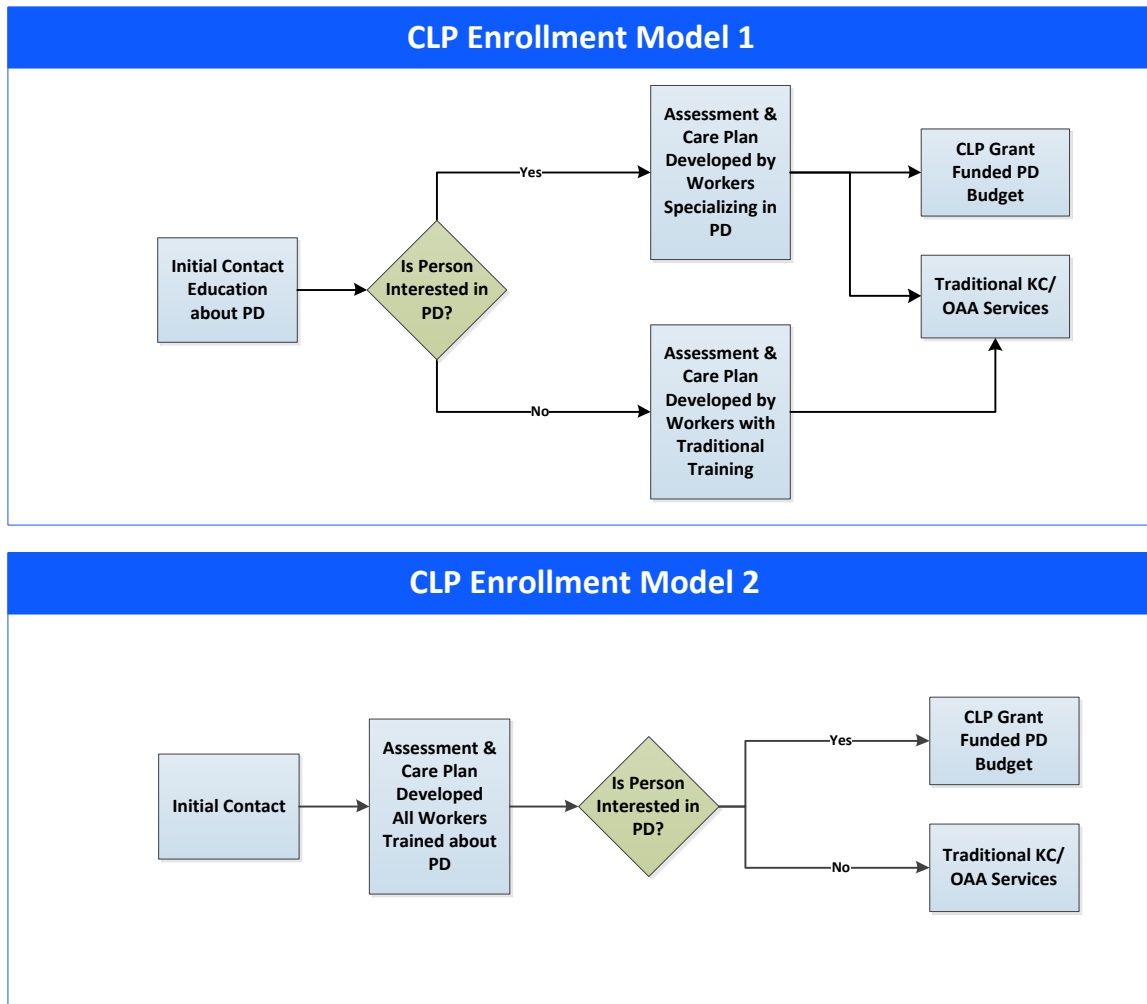 CLP Enrollment Model 1
Initial Contact
Education
about PD
Is Person
Interested in
PD?
Yes
No
Assessment &
Care Plan
Developed by
Workers
Specializing in
PD
Assessment &
Care Plan
Developed by
Workers with
Traditional
Training
CLP Grant
Funded PD
Budget
Traditional KC/
OAA Services
CLP Enrollment Model 2
Initial Contact
Assessment &
Care Plan
Developed
All Workers
Trained about
PD
Is Person
Interested in
PD?
Yes
No
CLP Grant
Funded PD
Budget
Traditional KC/
OAA Services